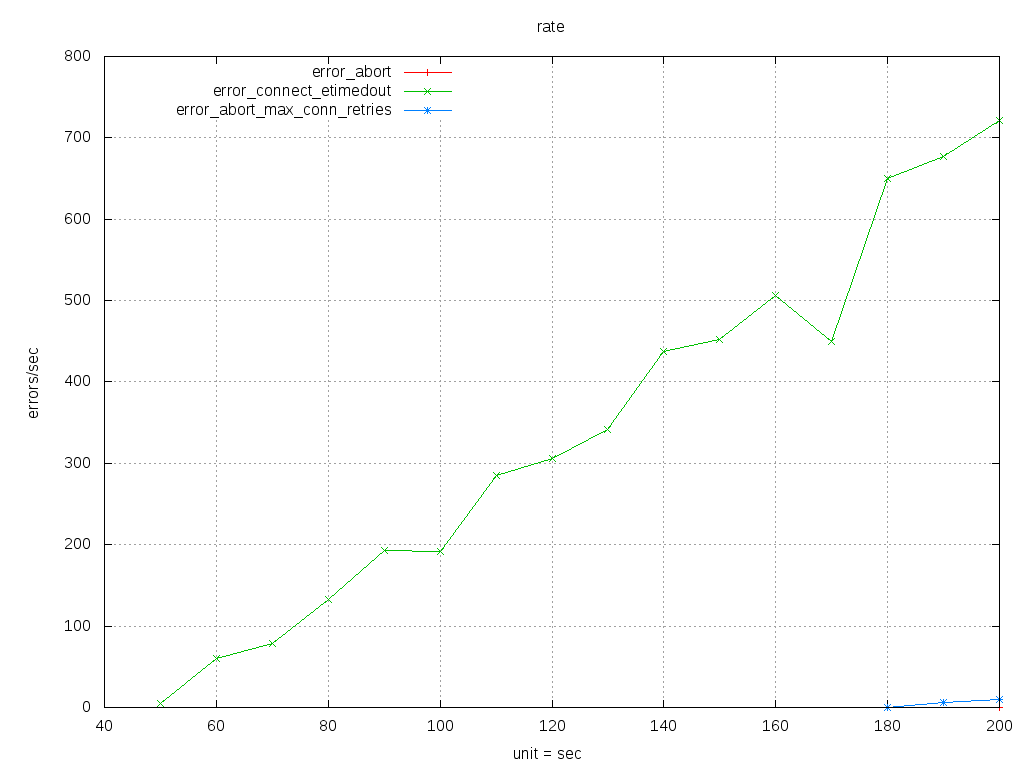 rate
800
700
600
500
400
300
200
100
0
errors/sec
error_abort
error_connect_etimedout
error_abort_max_conn_retries
40 60 80 100 120 140 160 180 200
unit = sec